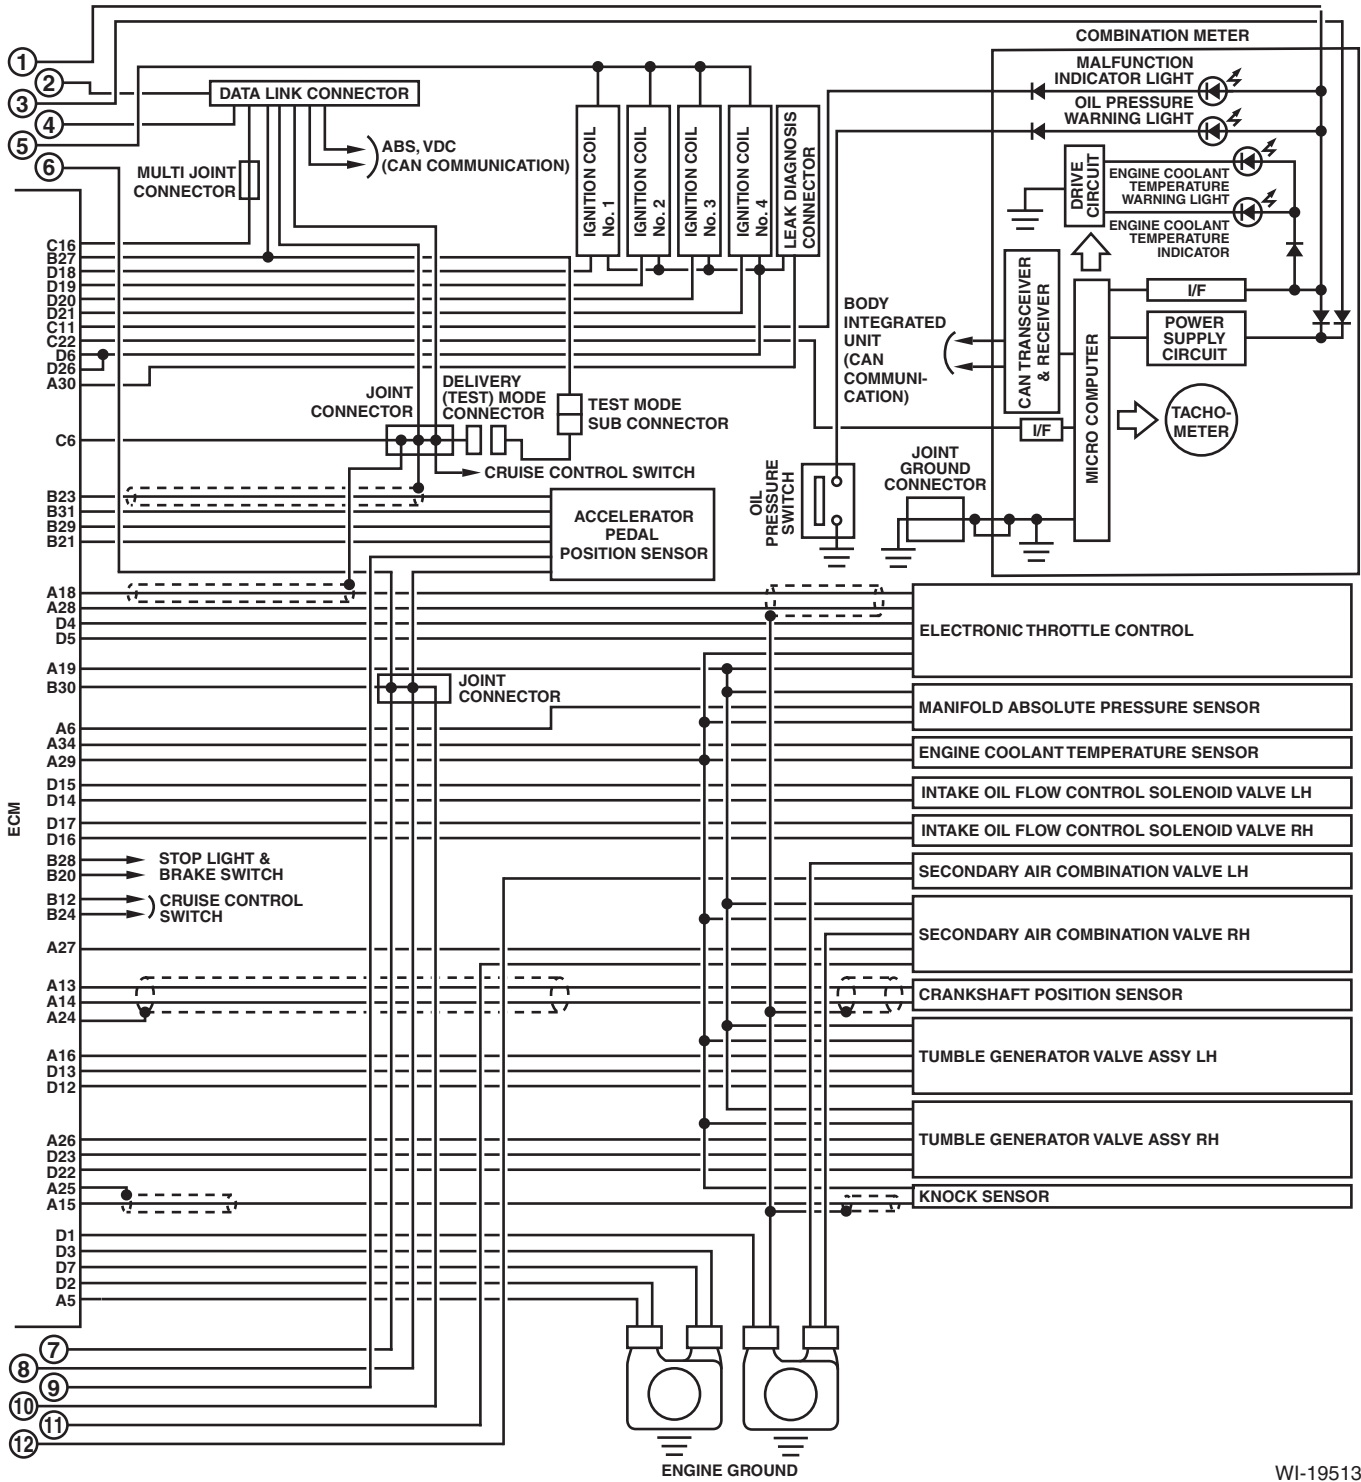 COMBINATION METER
1
2
3
4
5
6
DATA LINK CONNECTOR
MULTI JOINT
CONNECTOR
ABS, VDC
(CAN COMMUNICATION)
IGNITION COIL
No. 1
IGNITION COIL
No. 2
IGNITION COIL
No. 3
IGNITION COIL
No. 4
LEAK DIAGNOSIS
CONNECTOR
MALFUNCTION
INDICATOR LIGHT
OIL PRESSURE
WARNING LIGHT
DRIVE
CIRCUIT
ENGINE COOLANT
TEMPERATURE
WARNING LIGHT
ENGINE COOLANT
TEMPERATURE
INDICATOR
C16
B27
D18
D19
D20
D21
C11
C22
D6
D26
A30
BODY
INTEGRATED
UNIT
(CAN
COMMUNI-
CATION)
CAN TRANSCEIVER
& RECEIVER
MICRO COMPUTER
I/F
POWER
SUPPLY
CIRCUIT
TACHO-
METER
I/F
JOINT
CONNECTOR
DELIVERY
(TEST) MODE
CONNECTOR
TEST MODE
SUB CONNECTOR
C6
CRUISE CONTROL SWITCH
OIL
PRESSURE
SWITCH
JOINT
GROUND
CONNECTOR
B23
B31
B29
B21
ACCELERATOR
PEDAL
POSITION SENSOR
A18
A28
D4
D5
ELECTRONIC THROTTLE CONTROL
A19
B30
JOINT
CONNECTOR
A6
MANIFOLD ABSOLUTE PRESSURE SENSOR
A34
A29
ENGINE COOLANT TEMPERATURE SENSOR
D15
D14
INTAKE OIL FLOW CONTROL SOLENOID VALVE LH
ECM
D17
D16
INTAKE OIL FLOW CONTROL SOLENOID VALVE RH
B28
B20
STOP LIGHT &
BRAKE SWITCH
SECONDARY AIR COMBINATION VALVE LH
B12
B24
CRUISE CONTROL
SWITCH
A27
SECONDARY AIR COMBINATION VALVE RH
A13
A14
A24
CRANKSHAFT POSITION SENSOR
A16
D13
D12
TUMBLE GENERATOR VALVE ASSY LH
A26
D23
D22
TUMBLE GENERATOR VALVE ASSY RH
A25
A15
KNOCK SENSOR
D1
D3
D7
D2
A5
7
8
9
10
11
12
ENGINE GROUND
WI-19513